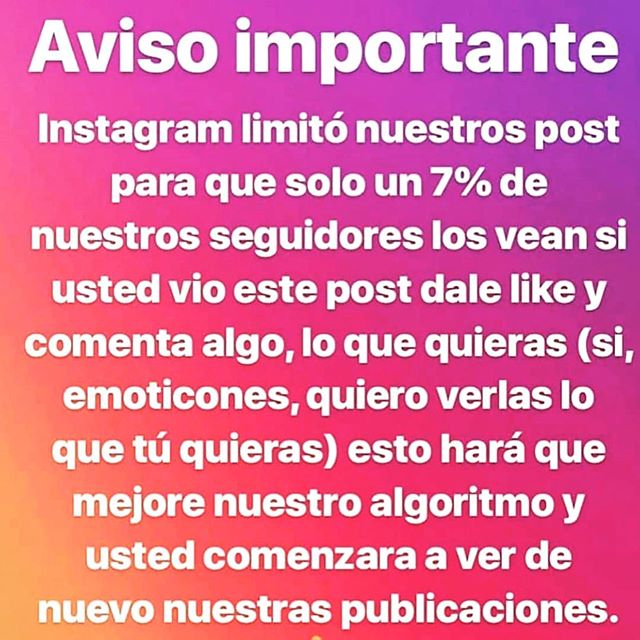 Aviso importante
Instagram limitó nuestros post
para que solo un 7% de
nuestros seguidores los vean si
usted vio este post dale like y
comenta algo, lo que quieras (si,
emoticones, quiero verlas lo
que tú quieras) esto hará que
mejore nuestro algoritmo y
usted comenzara a ver de
nuevo nuestras publicaciones.